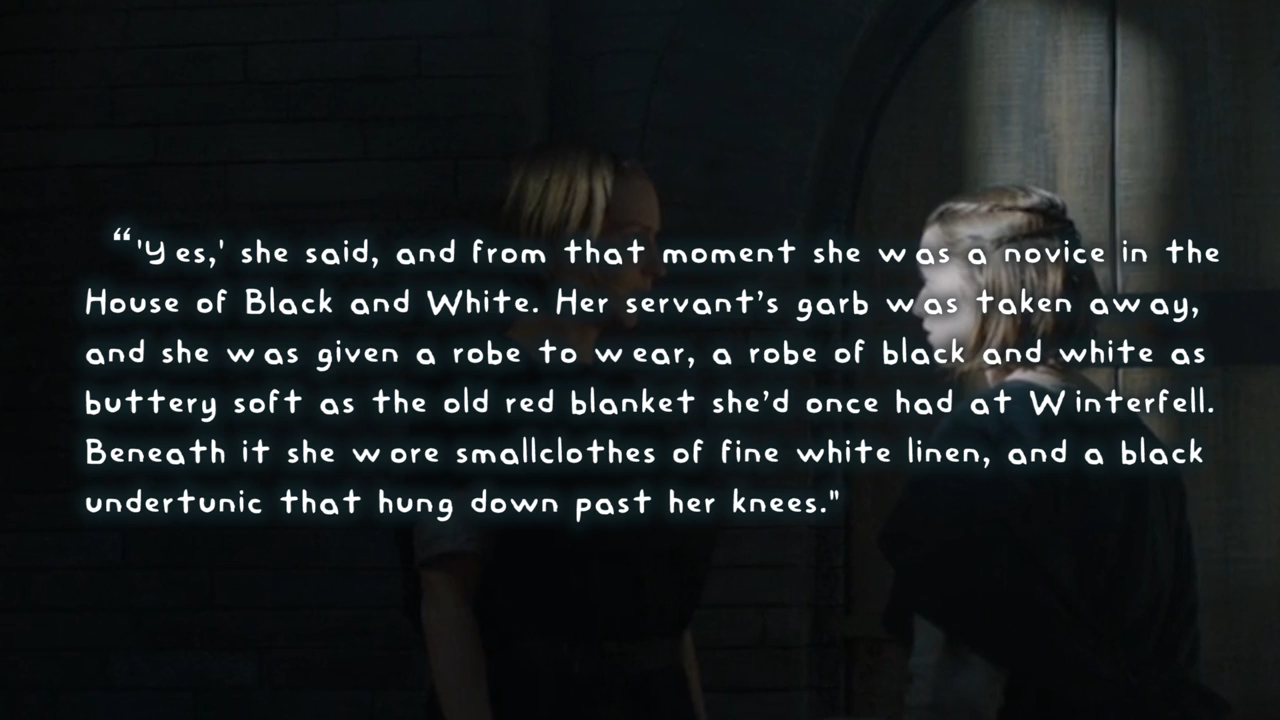 “'Yes,' she said, and from that moment she was a novice in the
House of Black and White. Her servant’s garb was taken away,
and she was given a robe to wear, a robe of black and white as
buttery soft as the old red blanket she’d once had at Winterfell.
Beneath it she wore smallclothes of fine white linen, and a black
undertunic that hung down past her knees."